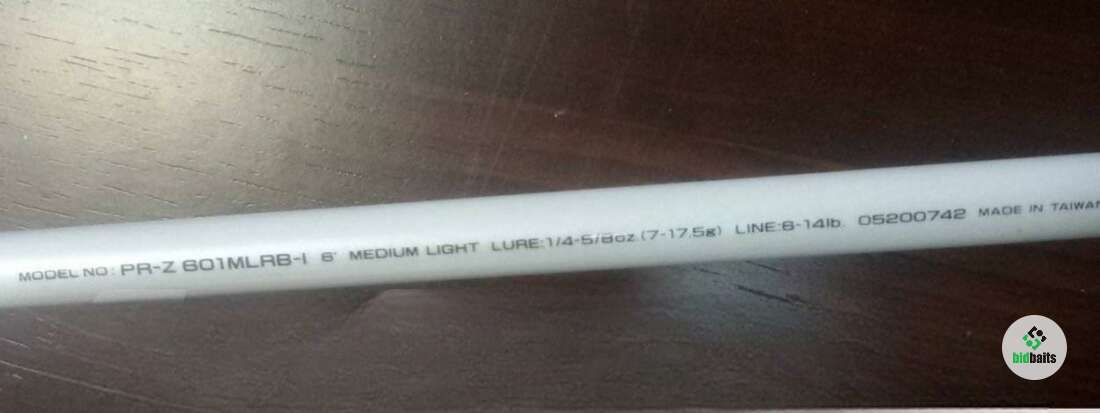 MODEL NO: PR-Z 601MLRB-I 6' MEDIUM LIGHT LURE:1/4-5/8oz (7-17.5g) LINE:6-14lb. 05200742 MADE IN TAIWAN
bidbaits